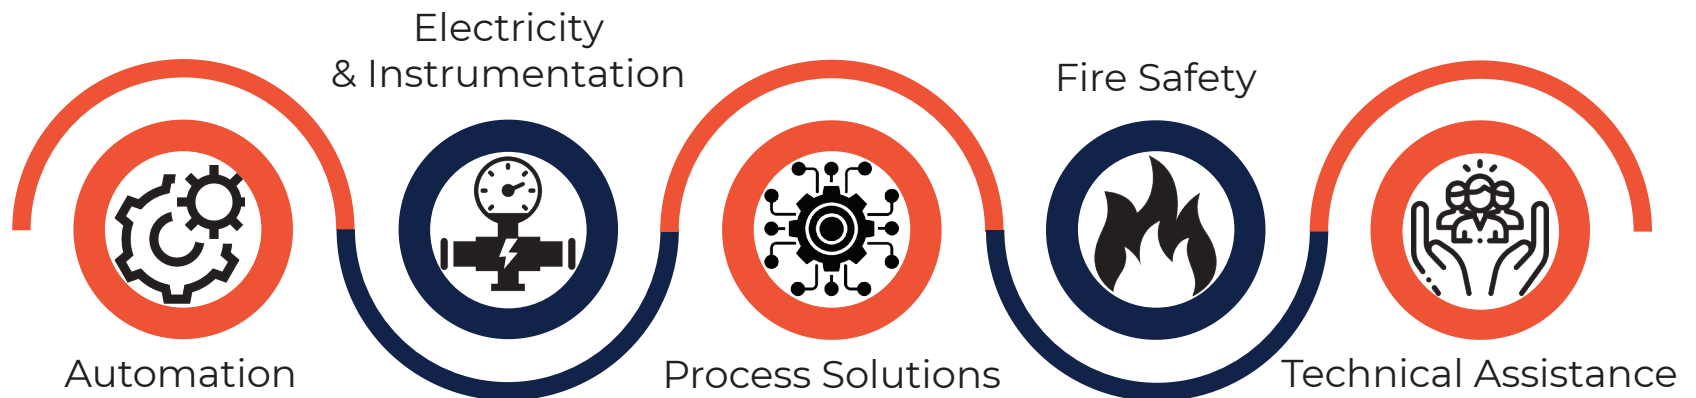 Electricity
& Instrumentation
Fire Safety
Automation
Process Solutions
Technical Assistance